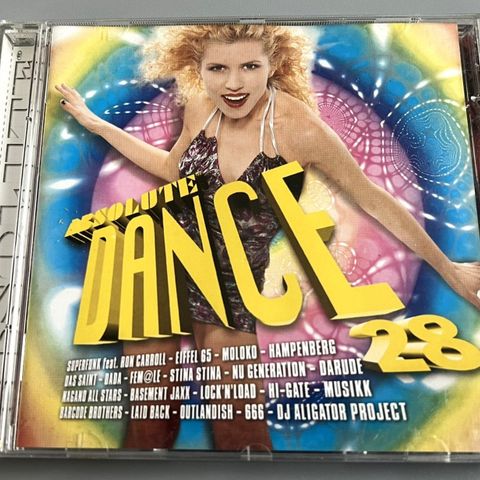 ABSOLUTE
DANCE
28
SUPERFUNK feat. RON CARROLL - EIFFEL 65 - MOLOKO - HAMPENBERG
DAS SAINT - DADA - FEM@LE - STINA STINA - NU GENERATION - DARUDE
NAGANO ALL STARS - BASEMENT JAXX - LOCK'N'LOAD - HI-GATE - MUSIKK
BARCODE BROTHERS - LAID BACK - OUTLANDISH - 666 - DJ ALIGATOR PROJECT